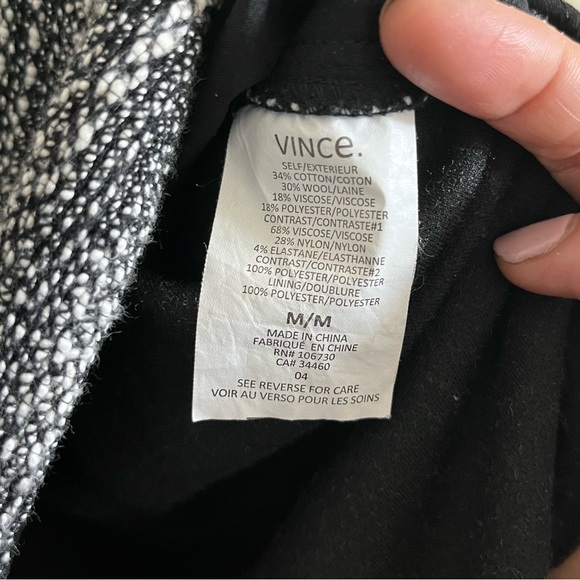 VINCe.
SELF/EXTERIEUR
34% COTTON/COTON
30% WOOL/LAINE
18% VISCOSE/VISCOSE
18% POLYESTER/POLYESTER
CONTRAST/CONTRASTE#1
68% VISCOSE/VISCOSE
28% NYLON/NYLON
4% ELASTANE/ELASTHANNE
CONTRAST/CONTRASTE#2
100% POLYESTER/POLYESTER
LINING/DOUBLURE
100% POLYESTER/POLYESTER
M/M
MADE IN CHINA
FABRIQUÉ EN CHINE
RN# 106730
CA# 34460
04
SEE REVERSE FOR CARE
VOIR AU VERSO POUR LES SOINS